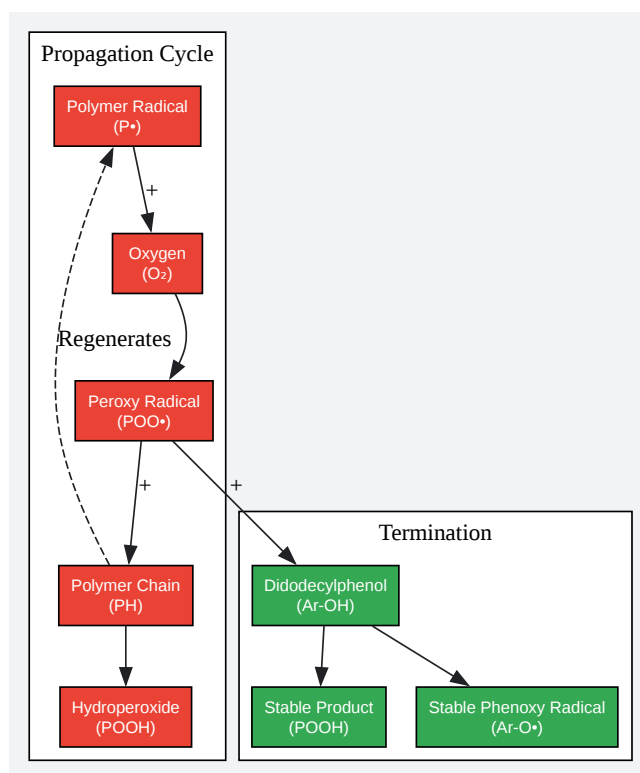 Propagation Cycle
Polymer Radical
(P•)
+
Oxygen
(O₂)
Regenerates
Peroxy Radical
(POO•)
+
+
Termination
Polymer Chain
(PH)
Didodecylphenol
(Ar-OH)
Hydroperoxide
(POOH)
Stable Product
(POOH)
Stable Phenoxy Radical
(Ar-O•)